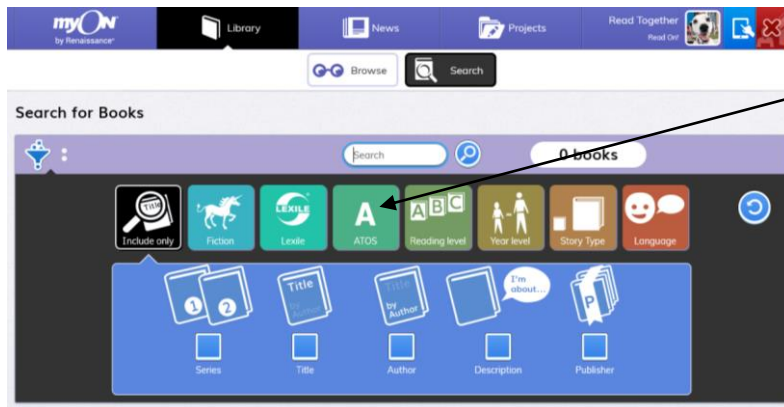 myON
by Renaissance®
Library
News
Projects
Read Together
Read On!
Browse
Search
Search for Books
Search
0 books
Title
Include only
Fiction
LEXILE
Lexile
A
ATOS
A B C
Reading level
Year level
Story Type
Language
1 2
Title
by Author
Title
by Author
I'm about...
P
Series
Title
Author
Description
Publisher